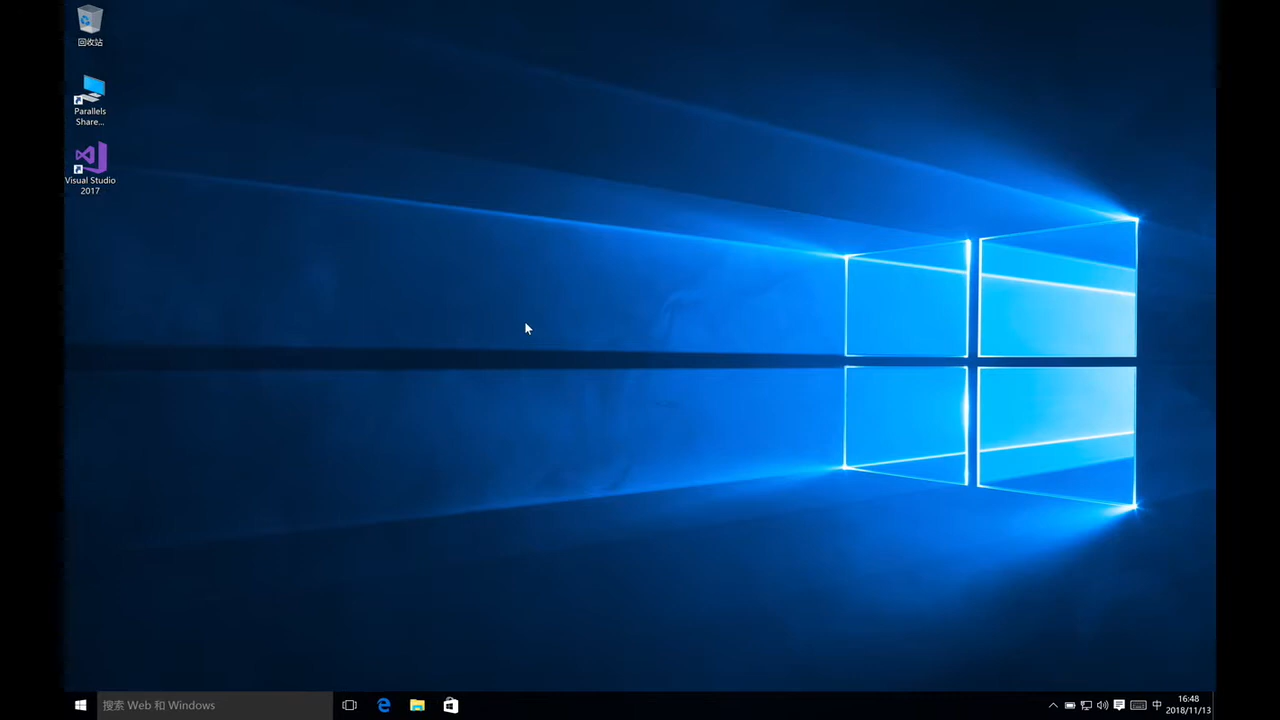 回收站
Parallels
Share...
Visual Studio
2017
搜索 Web 和 Windows
中
16:48
2018/11/13